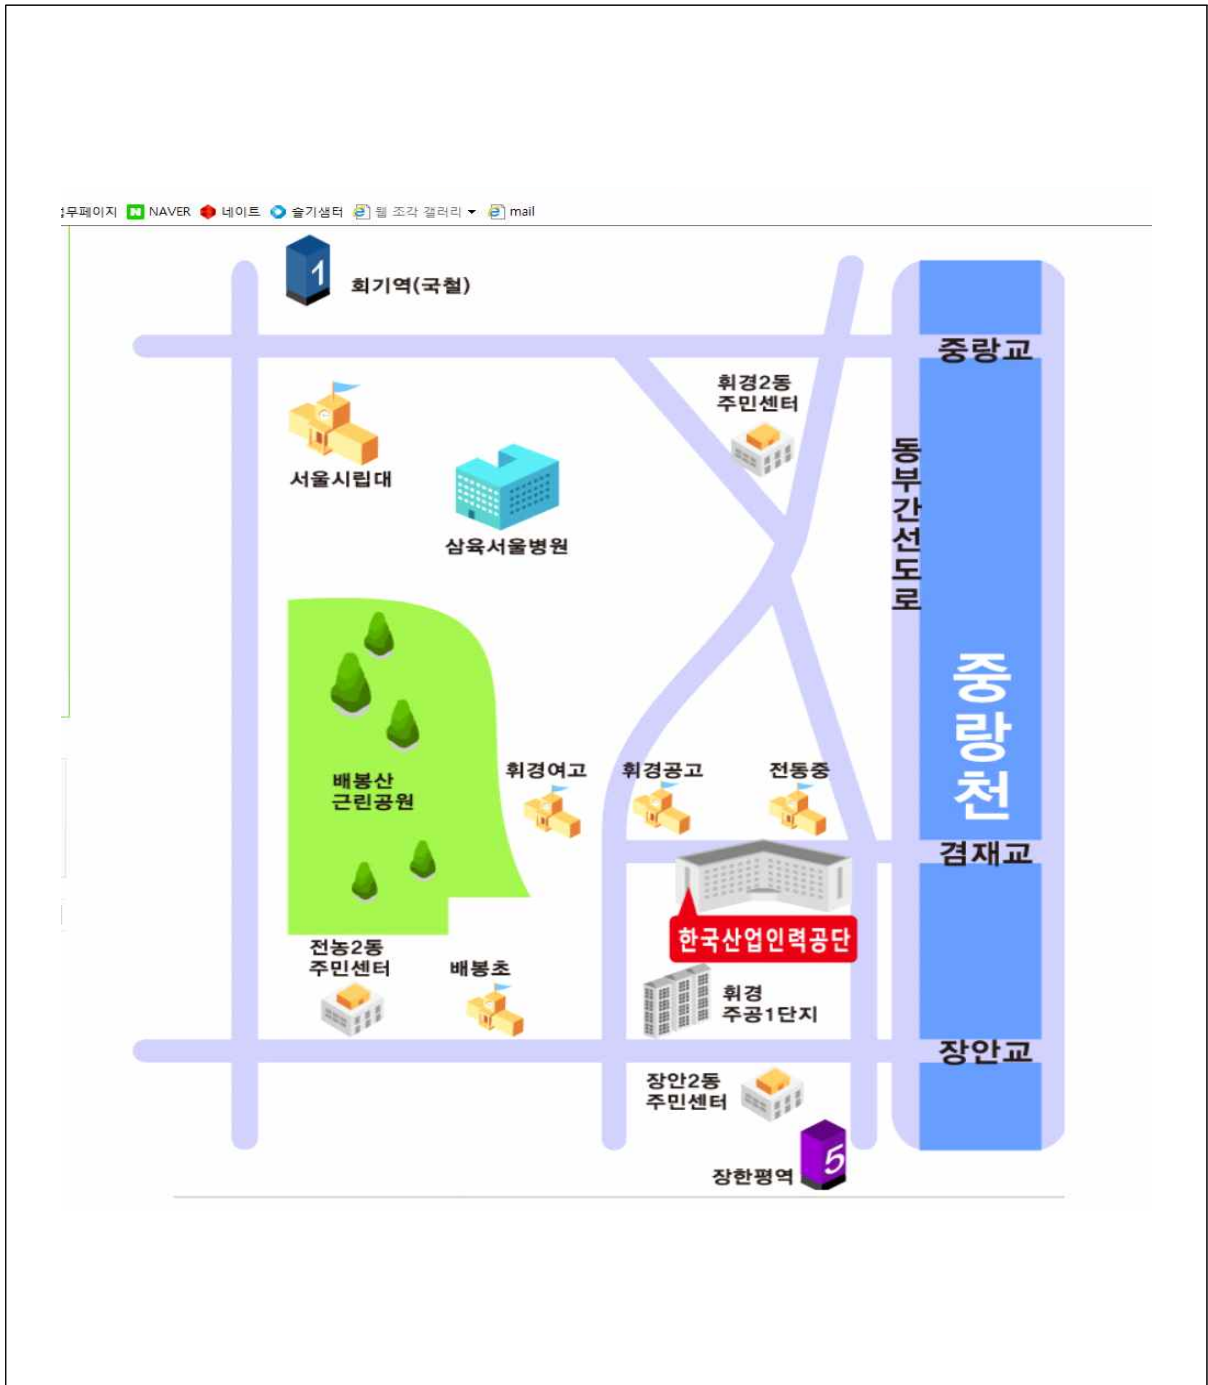 무페이지 NAVER 네이트 슬기샘터 웹 조각 갤러리 mail
1
회기역(국철)
중랑교
휘경2동
주민센터
서울시립대
동부간선도로
삼육서울병원
중랑천
휘경여고
휘경공고
전동중
배봉산
근린공원
겸재교
한국산업인력공단
전농2동
주민센터
배봉초
휘경
주공1단지
장안교
장안2동
주민센터
장한평역
5